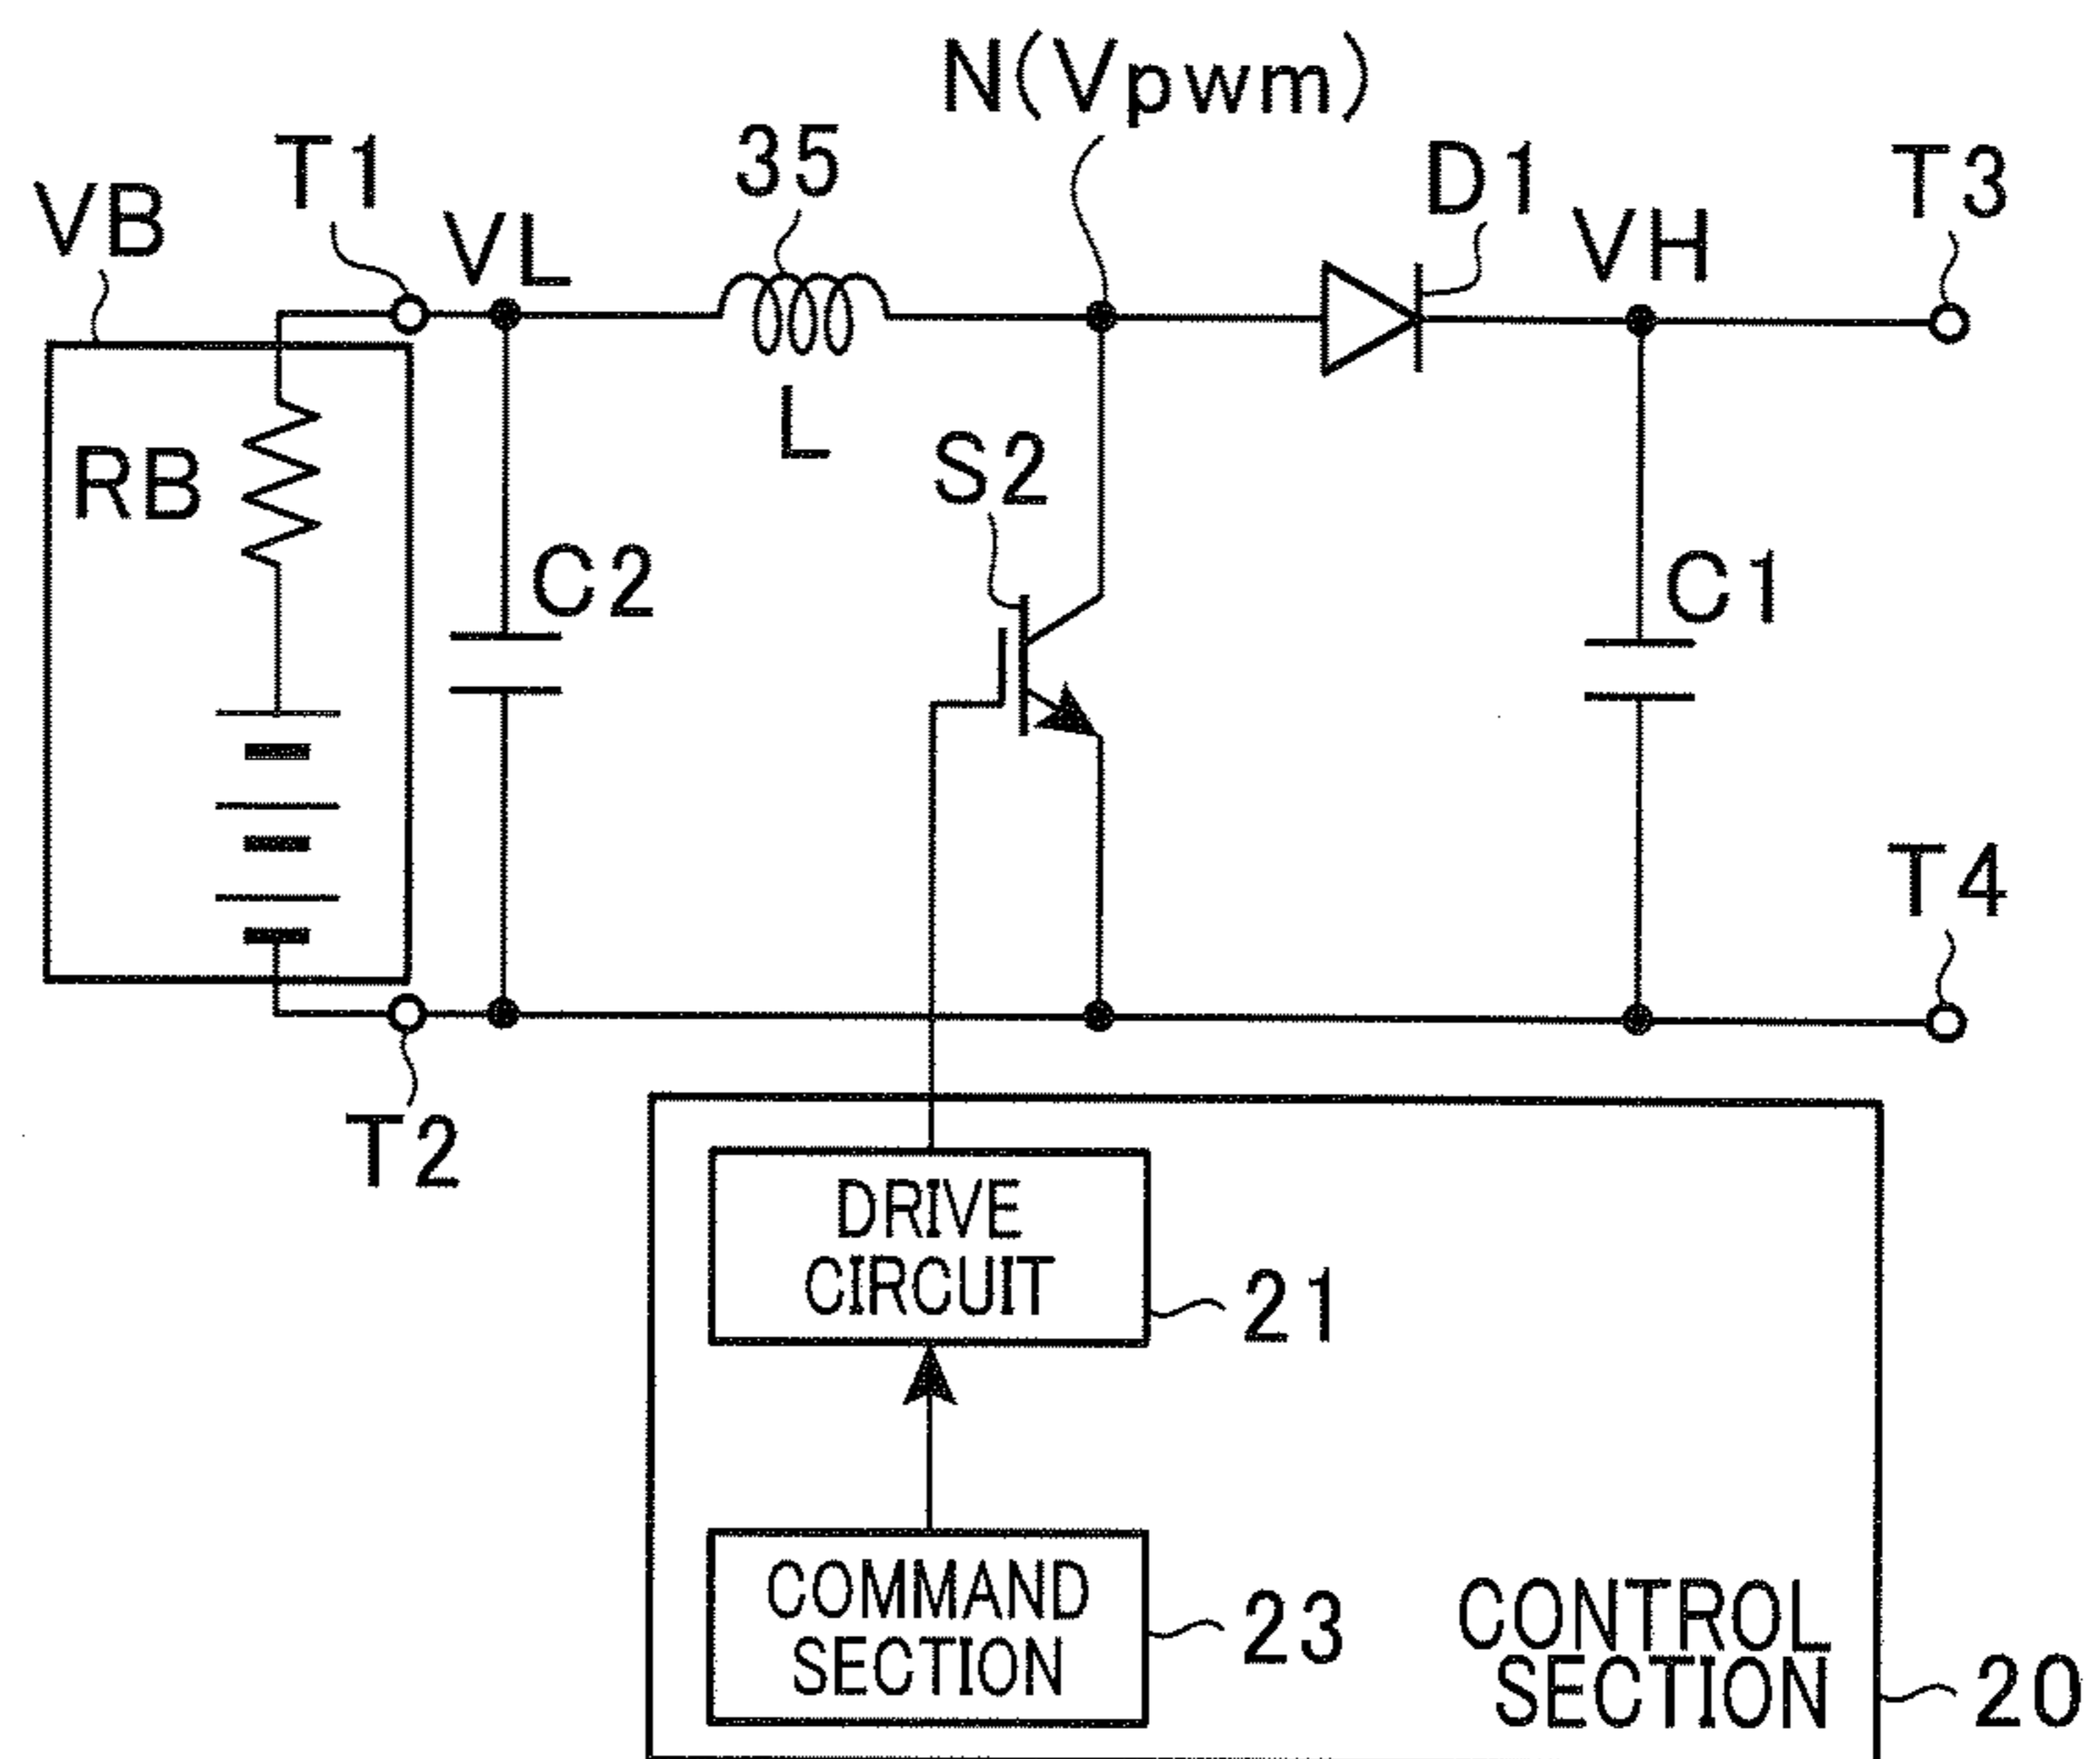 N(Vpwm)
35
T1
D1
T3
VB
VL
VH
L
S2
RB
C2
C1
T4
T2
DRIVE
CIRCUIT
21
COMMAND
SECTION
23
CONTROL
SECTION
20